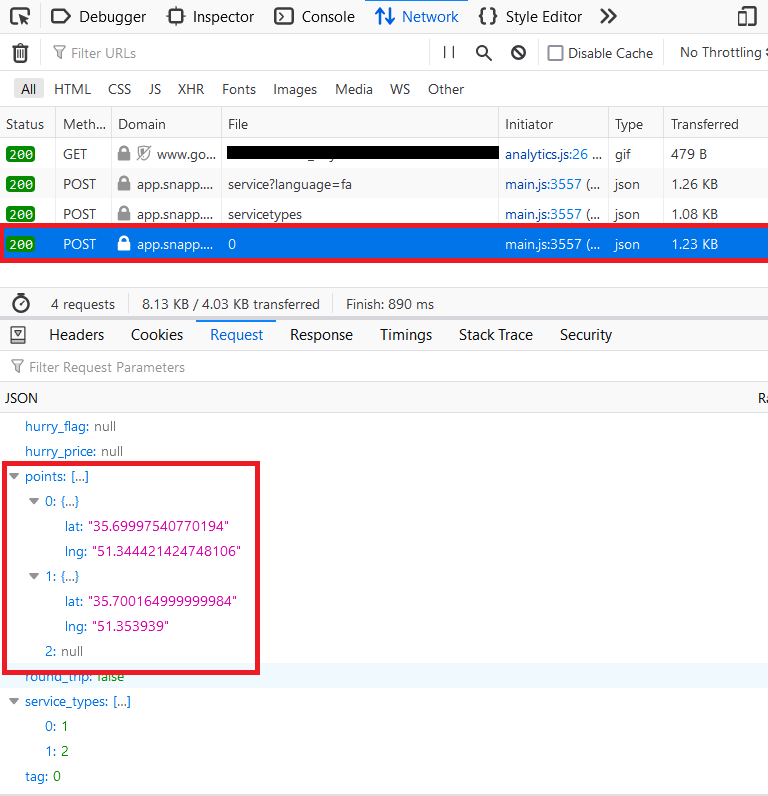 Debugger Inspector Console Network Style Editor
Filter URLs Disable Cache No Throttling
All HTML CSS JS XHR Fonts Images Media WS Other
Status Meth... Domain File Initiator Type Transferred
200 GET www.go... analytics.js:26 ... gif 479 B
200 POST app.snapp.... service?language=fa main.js:3557 (... json 1.26 KB
200 POST app.snapp.... servicetypes main.js:3557 (... json 1.08 KB
200 POST app.snapp.... 0 main.js:3557 (... json 1.23 KB
4 requests 8.13 KB / 4.03 KB transferred Finish: 890 ms
Headers Cookies Request Response Timings Stack Trace Security
Filter Request Parameters
JSON Ra
hurry_flag: null
hurry_price: null
points: [...]
0: {...}
lat: "35.69997540770194"
lng: "51.344421424748106"
1: {...}
lat: "35.700164999999984"
lng: "51.353939"
2: null
round_trip: false
service_types: [...]
0: 1
1: 2
tag: 0